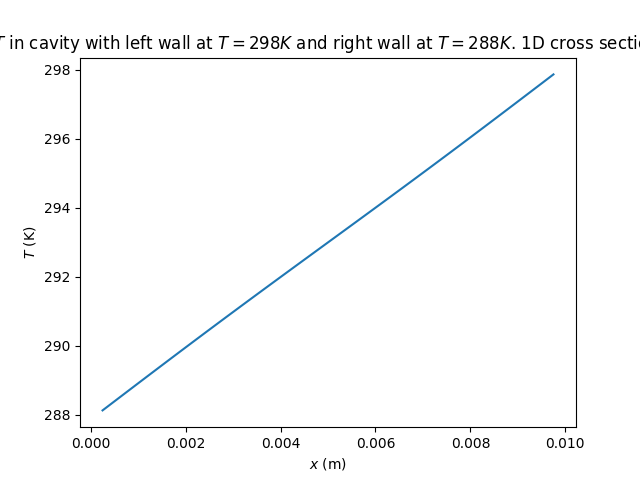 T in cavity with left wall at T = 298K and right wall at T = 288K. 1D cross
298
296
294
292
290
288
T (K)
0.000 0.002 0.004 0.006 0.008 0.010
x (m)